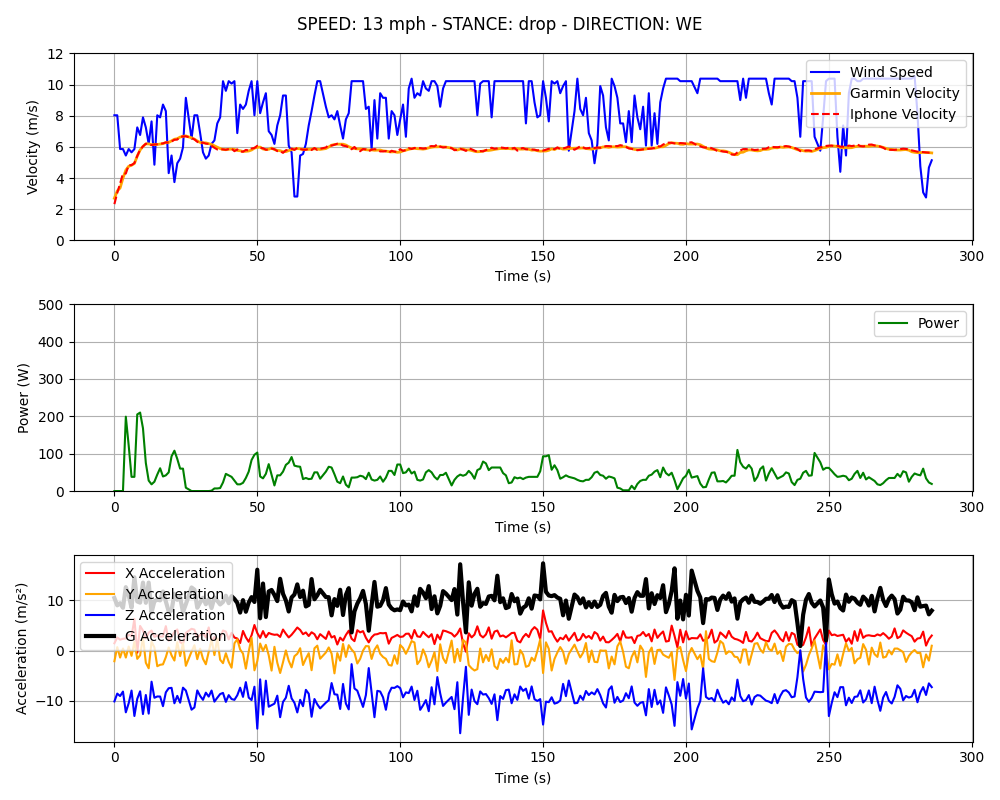 SPEED: 13 mph - STANCE: drop - DIRECTION: WE
12
10
8
6
4
2
0
Velocity (m/s)
Wind Speed
Garmin Velocity
Iphone Velocity
0 50 100 150 200 250 300
Time (s)
500
400
300
200
100
0
Power (W)
Power
0 50 100 150 200 250 300
Time (s)
10
0
−10
Acceleration (m/s²)
X Acceleration
Y Acceleration
Z Acceleration
G Acceleration
0 50 100 150 200 250 300
Time (s)